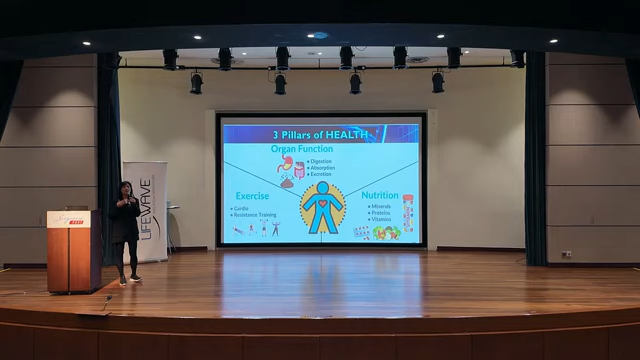 3 Pillars of HEALTH
Organ Function
• Digestion
• Absorption
• Excretion
Exercise
• Cardio
• Resistance Training
Nutrition
• Minerals
• Proteins
• Vitamins
LIFEWAVE